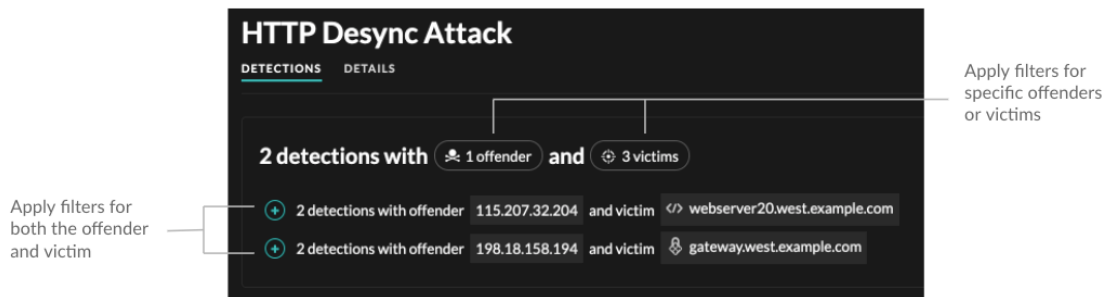 HTTP Desync Attack
DETECTIONS DETAILS
Apply filters for
specific offenders
or victims
2 detections with 1 offender and 3 victims
Apply filters for
both the offender
and victim
2 detections with offender 115.207.32.204 and victim </> webserver20.west.example.com
2 detections with offender 198.18.158.194 and victim gateway.west.example.com